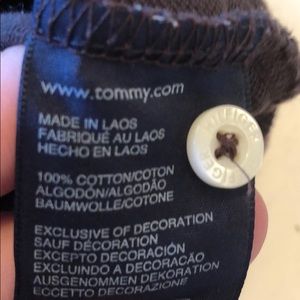 www.tommy.com
MADE IN LAOS
FABRIQUÉ AU LAOS
HECHO EN LAOS
100% COTTON/COTON
ALGODÓN/ALGODÃO
BAUMWOLLE/COTONE
EXCLUSIVE OF DECORATION
SAUF DÉCORATION
EXCEPTO DECORACIÓN
EXCLUINDO A DECORAÇÃO
AUSGENOMMEN DEKORATION
ECCETTO DECORAZIONE
HILFIGER